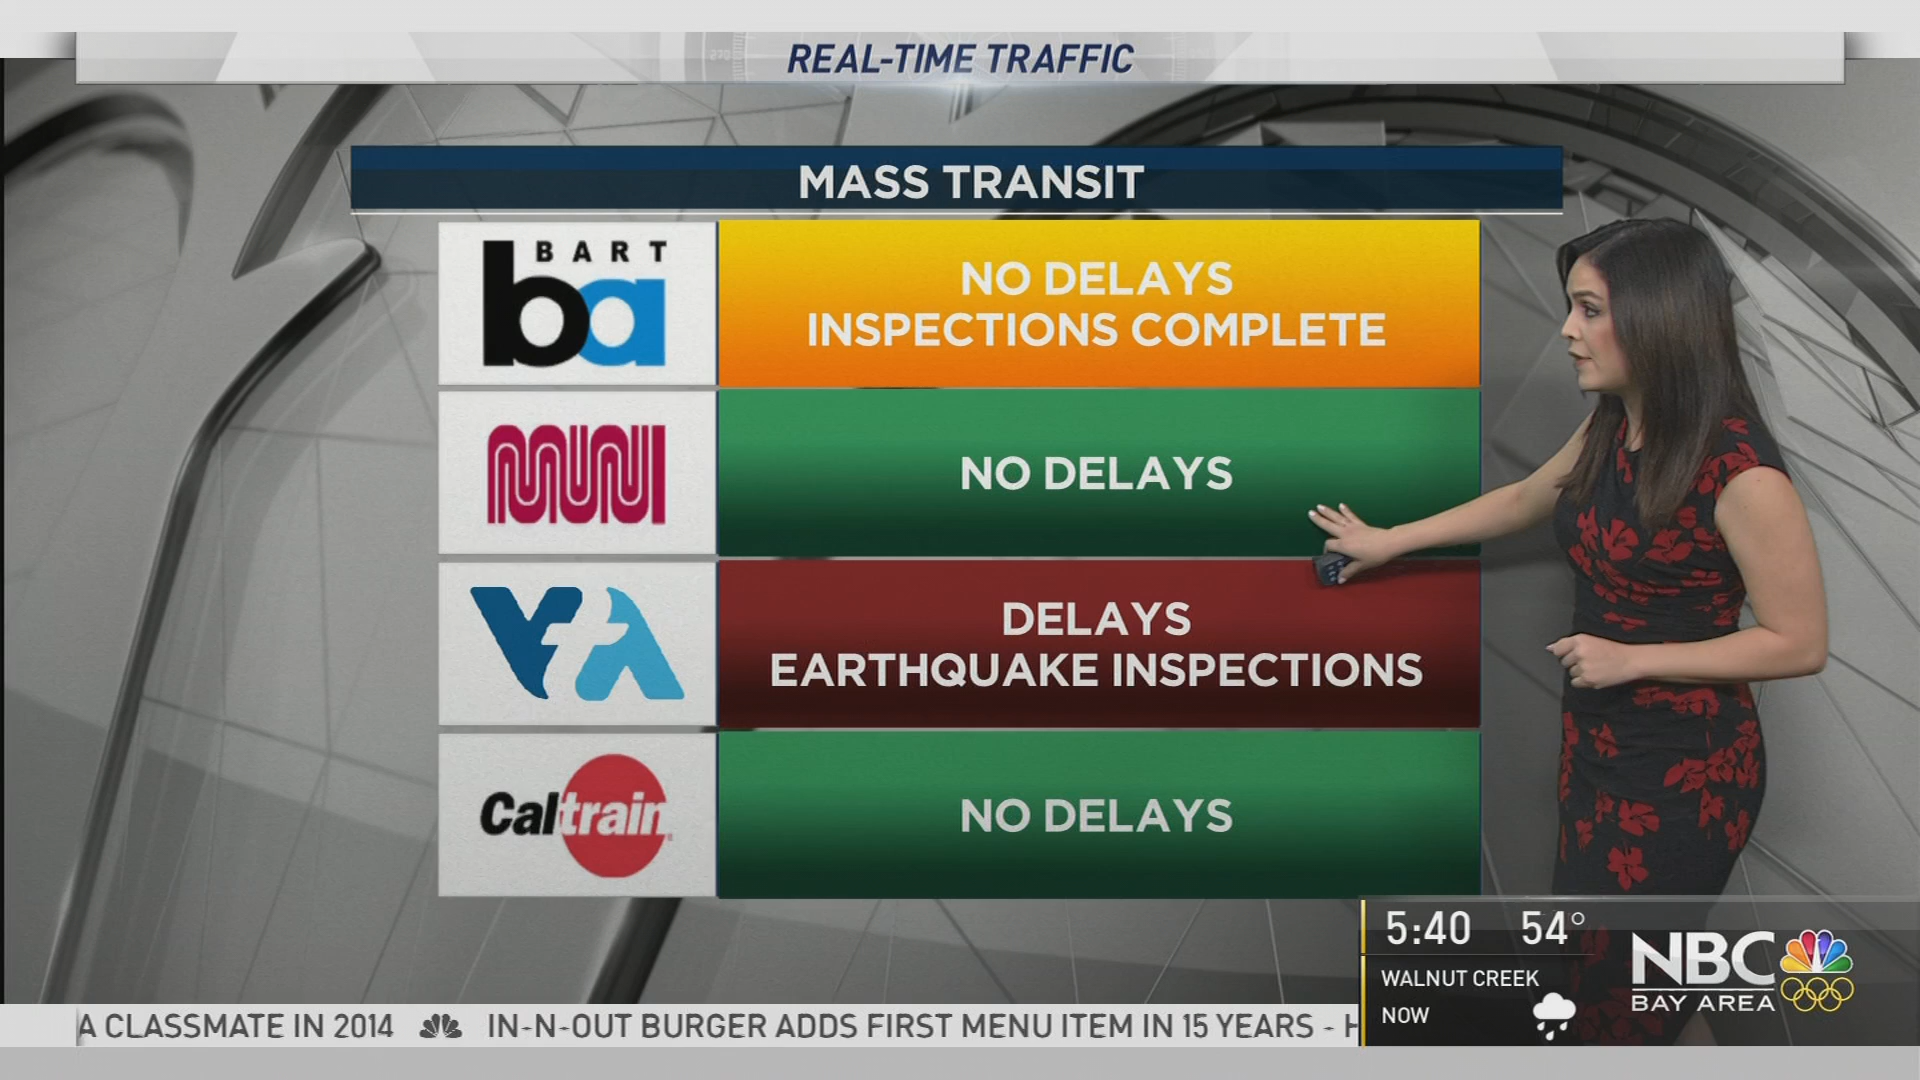 REAL-TIME TRAFFIC
MASS TRANSIT
BART
ba
NO DELAYS
INSPECTIONS COMPLETE
MUNI
NO DELAYS
VTA
DELAYS
EARTHQUAKE INSPECTIONS
Caltrain
NO DELAYS
5:40 54°
WALNUT CREEK
NOW
NBC
BAY AREA
A CLASSMATE IN 2014 IN-N-OUT BURGER ADDS FIRST MENU ITEM IN 15 YEARS - H